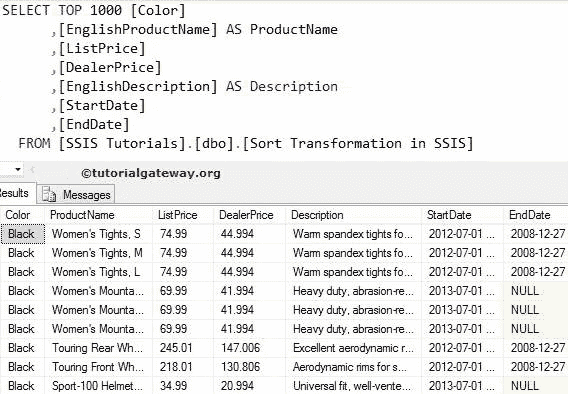 SELECT TOP 1000 [Color]
,[EnglishProductName] AS ProductName
,[ListPrice]
,[DealerPrice]
,[EnglishDescription] AS Description
,[StartDate]
,[EndDate]
FROM [SSIS Tutorials].[dbo].[Sort Transformation in SSIS]
©tutorialgateway.org
Results Messages
Color ProductName ListPrice DealerPrice Description StartDate EndDate
Black Women's Tights, S 74.99 44.994 Warm spandex tights fo... 2012-07-01 ... 2008-12-27
Black Women's Tights, M 74.99 44.994 Warm spandex tights fo... 2012-07-01 ... 2008-12-27
Black Women's Tights, L 74.99 44.994 Warm spandex tights fo... 2012-07-01 ... 2008-12-27
Black Women's Mounta... 69.99 41.994 Heavy duty, abrasion-re... 2013-07-01 ... NULL
Black Women's Mounta... 69.99 41.994 Heavy duty, abrasion-re... 2013-07-01 ... NULL
Black Women's Mounta... 69.99 41.994 Heavy duty, abrasion-re... 2013-07-01 ... NULL
Black Touring Rear Wh... 245.01 147.006 Excellent aerodynamic r... 2012-07-01 ... 2008-12-27
Black Touring Front Wh... 218.01 130.806 Aerodynamic rims for s... 2012-07-01 ... 2008-12-27
Black Sport-100 Helmet... 34.99 20.994 Universal fit, well-vente... 2013-07-01 ... NULL